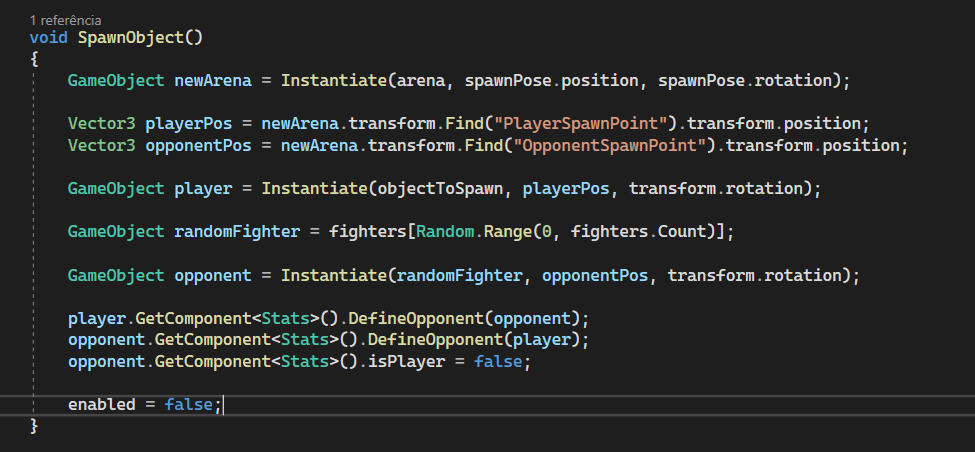 1 referência
void SpawnObject()
{
GameObject newArena = Instantiate(arena, spawnPose.position, spawnPose.rotation);
Vector3 playerPos = newArena.transform.Find("PlayerSpawnPoint").transform.position;
Vector3 opponentPos = newArena.transform.Find("OpponentSpawnPoint").transform.position;
GameObject player = Instantiate(objectToSpawn, playerPos, transform.rotation);
GameObject randomFighter = fighters[Random.Range(0, fighters.Count)];
GameObject opponent = Instantiate(randomFighter, opponentPos, transform.rotation);
player.GetComponent<Stats>().DefineOpponent(opponent);
opponent.GetComponent<Stats>().DefineOpponent(player);
opponent.GetComponent<Stats>().isPlayer = false;
enabled = false;
}